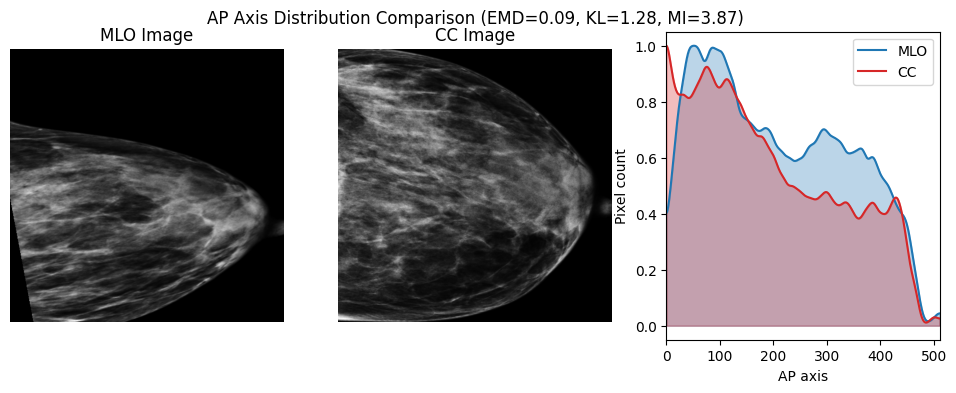 AP Axis Distribution Comparison (EMD=0.09, KL=1.28, MI=3.87)
MLO Image
CC Image
MLO
CC
Pixel count
1.0
0.8
0.6
0.4
0.2
0.0
0 100 200 300 400 500
AP axis